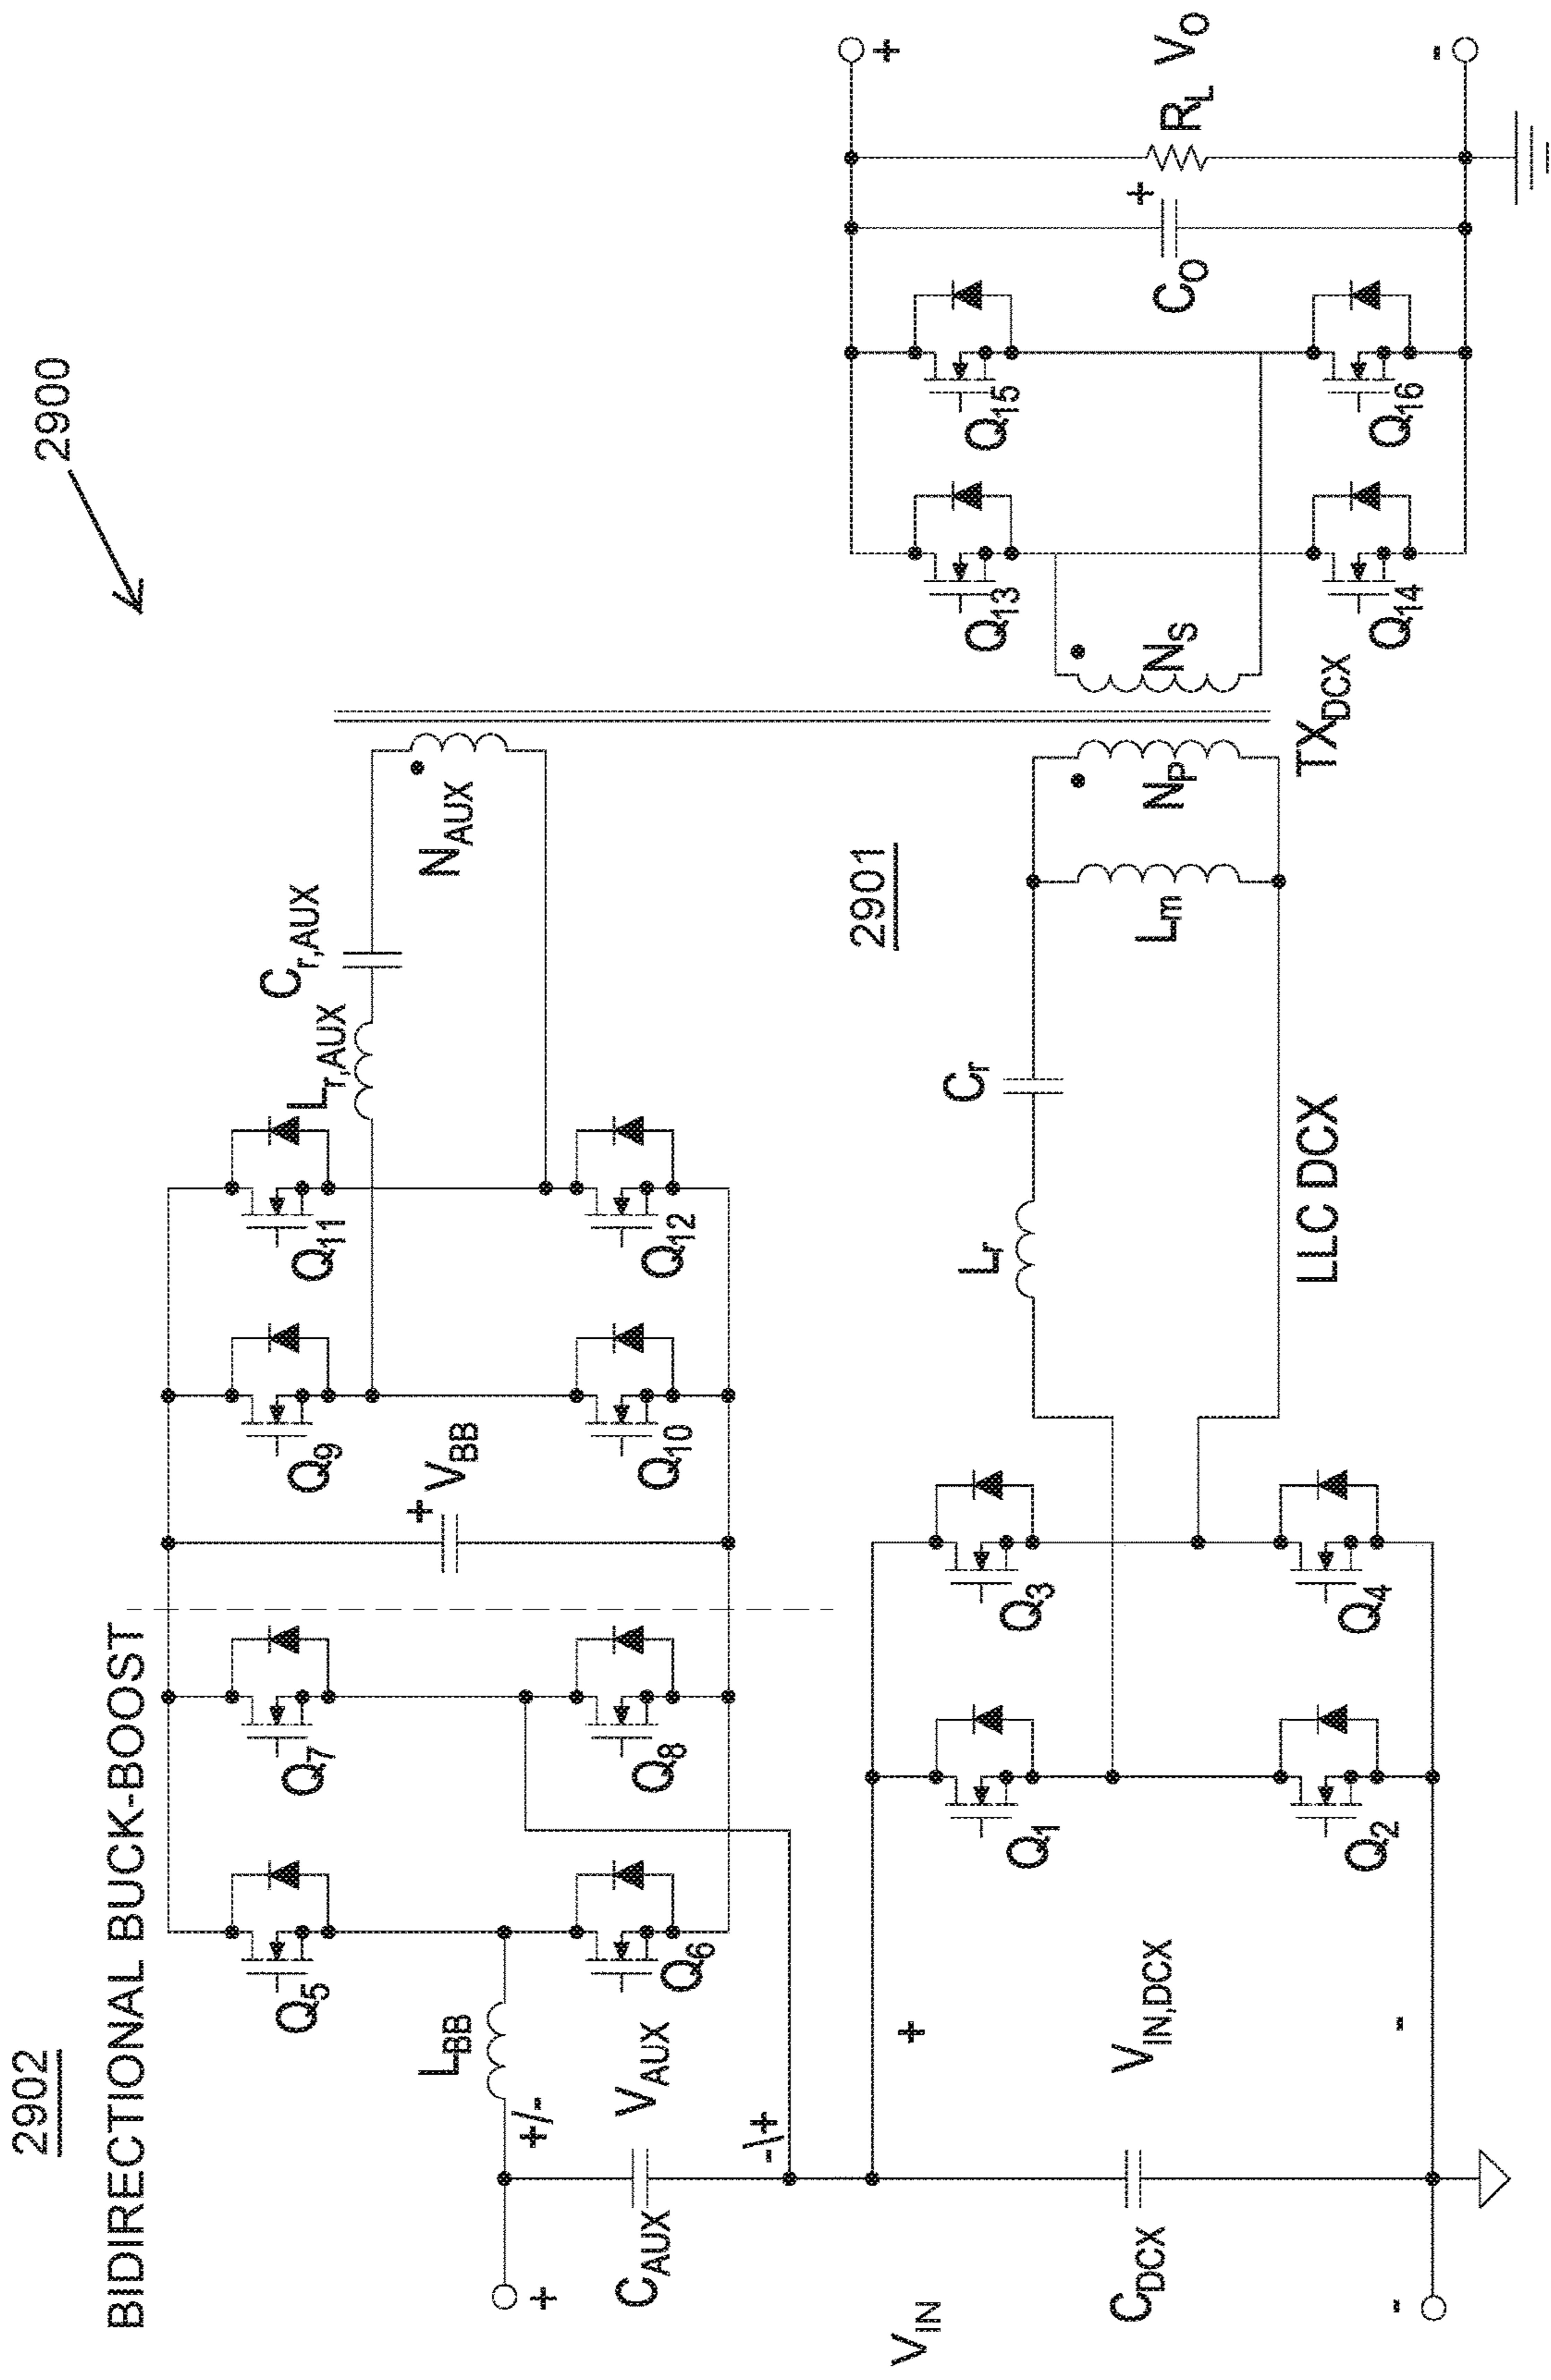 2900
2902
BIDIRECTIONAL BUCK-BOOST
Q5
Q7
Q9
Q11
Lr,AUX
Cr,AUX
NAUX
+
VBB
LBB
+/-
+
CAUX
VAUX
-\+
Q6
Q8
Q10
Q12
2901
VIN
+
VIN,DCX
-
CDCX
-
Q1
Q3
Q2
Q4
Lr
Cr
Lm
NP
LLC DCX
TXDCX
NS
Q13
Q15
Q14
Q16
CO
+
RL
VO
+
-